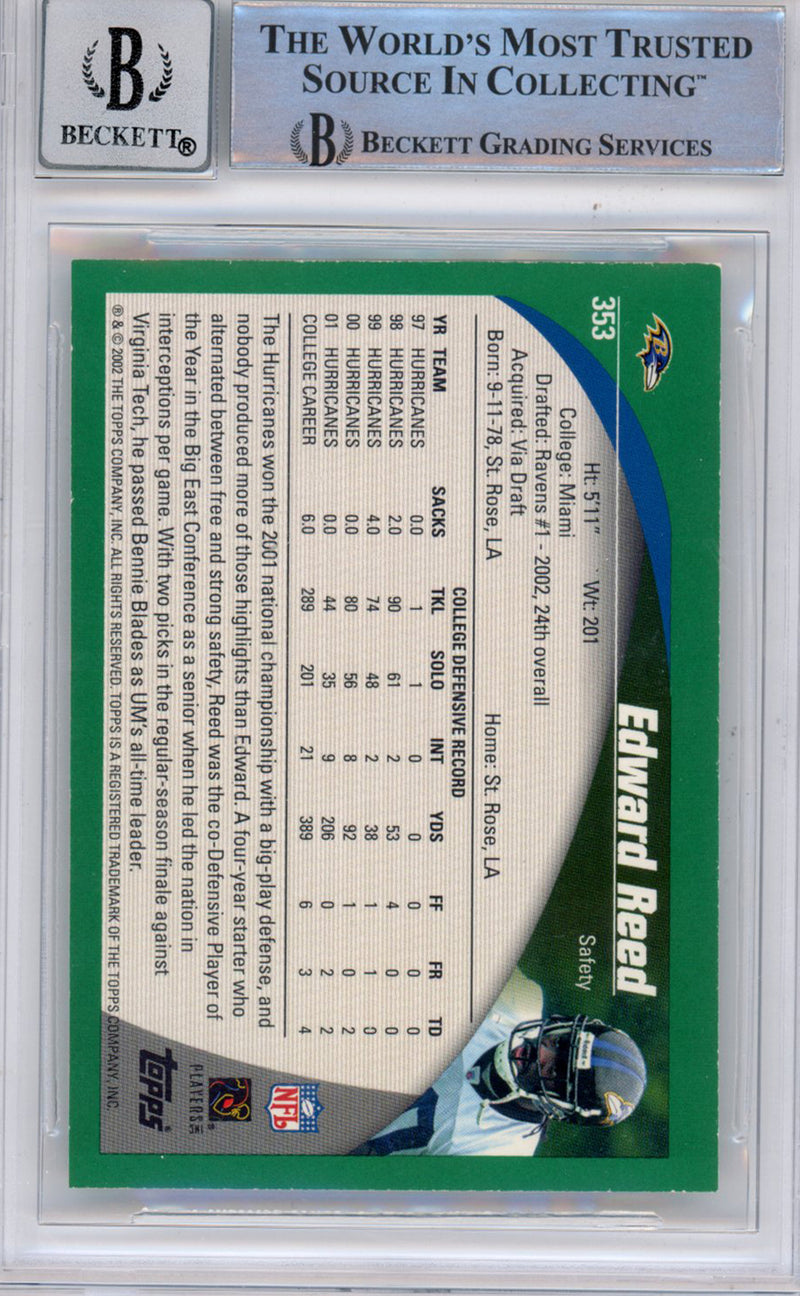 B
BECKETT®
THE WORLD'S MOST TRUSTED
SOURCE IN COLLECTING™
B BECKETT GRADING SERVICES
353
Edward Reed
Safety
Ht: 5'11" Wt: 201
College: Miami
Drafted: Ravens #1 - 2002, 24th overall
Acquired: Via Draft
Born: 9-11-78, St. Rose, LA Home: St. Rose, LA
COLLEGE DEFENSIVE RECORD
YR TEAM SACKS TKL SOLO INT YDS FF FR TD
97 HURRICANES 0.0 1 1 0 0 0 0 0
98 HURRICANES 2.0 90 61 2 53 4 0 0
99 HURRICANES 4.0 74 48 2 38 1 1 0
00 HURRICANES 0.0 80 56 8 92 1 0 2
01 HURRICANES 0.0 44 35 9 206 0 2 2
COLLEGE CAREER 6.0 289 201 21 389 6 3 4
The Hurricanes won the 2001 national championship with a big-play defense, and
nobody produced more of those highlights than Edward. A four-year starter who
alternated between free and strong safety, Reed was the co-Defensive Player of
the Year in the Big East Conference as a senior when he led the nation in
interceptions per game. With two picks in the regular-season finale against
Virginia Tech, he passed Bennie Blades as UM's all-time leader.
® & © 2002 THE TOPPS COMPANY, INC. ALL RIGHTS RESERVED. TOPPS IS A REGISTERED TRADEMARK OF THE TOPPS COMPANY, INC.
NFL
PLAYERS INC
topps®